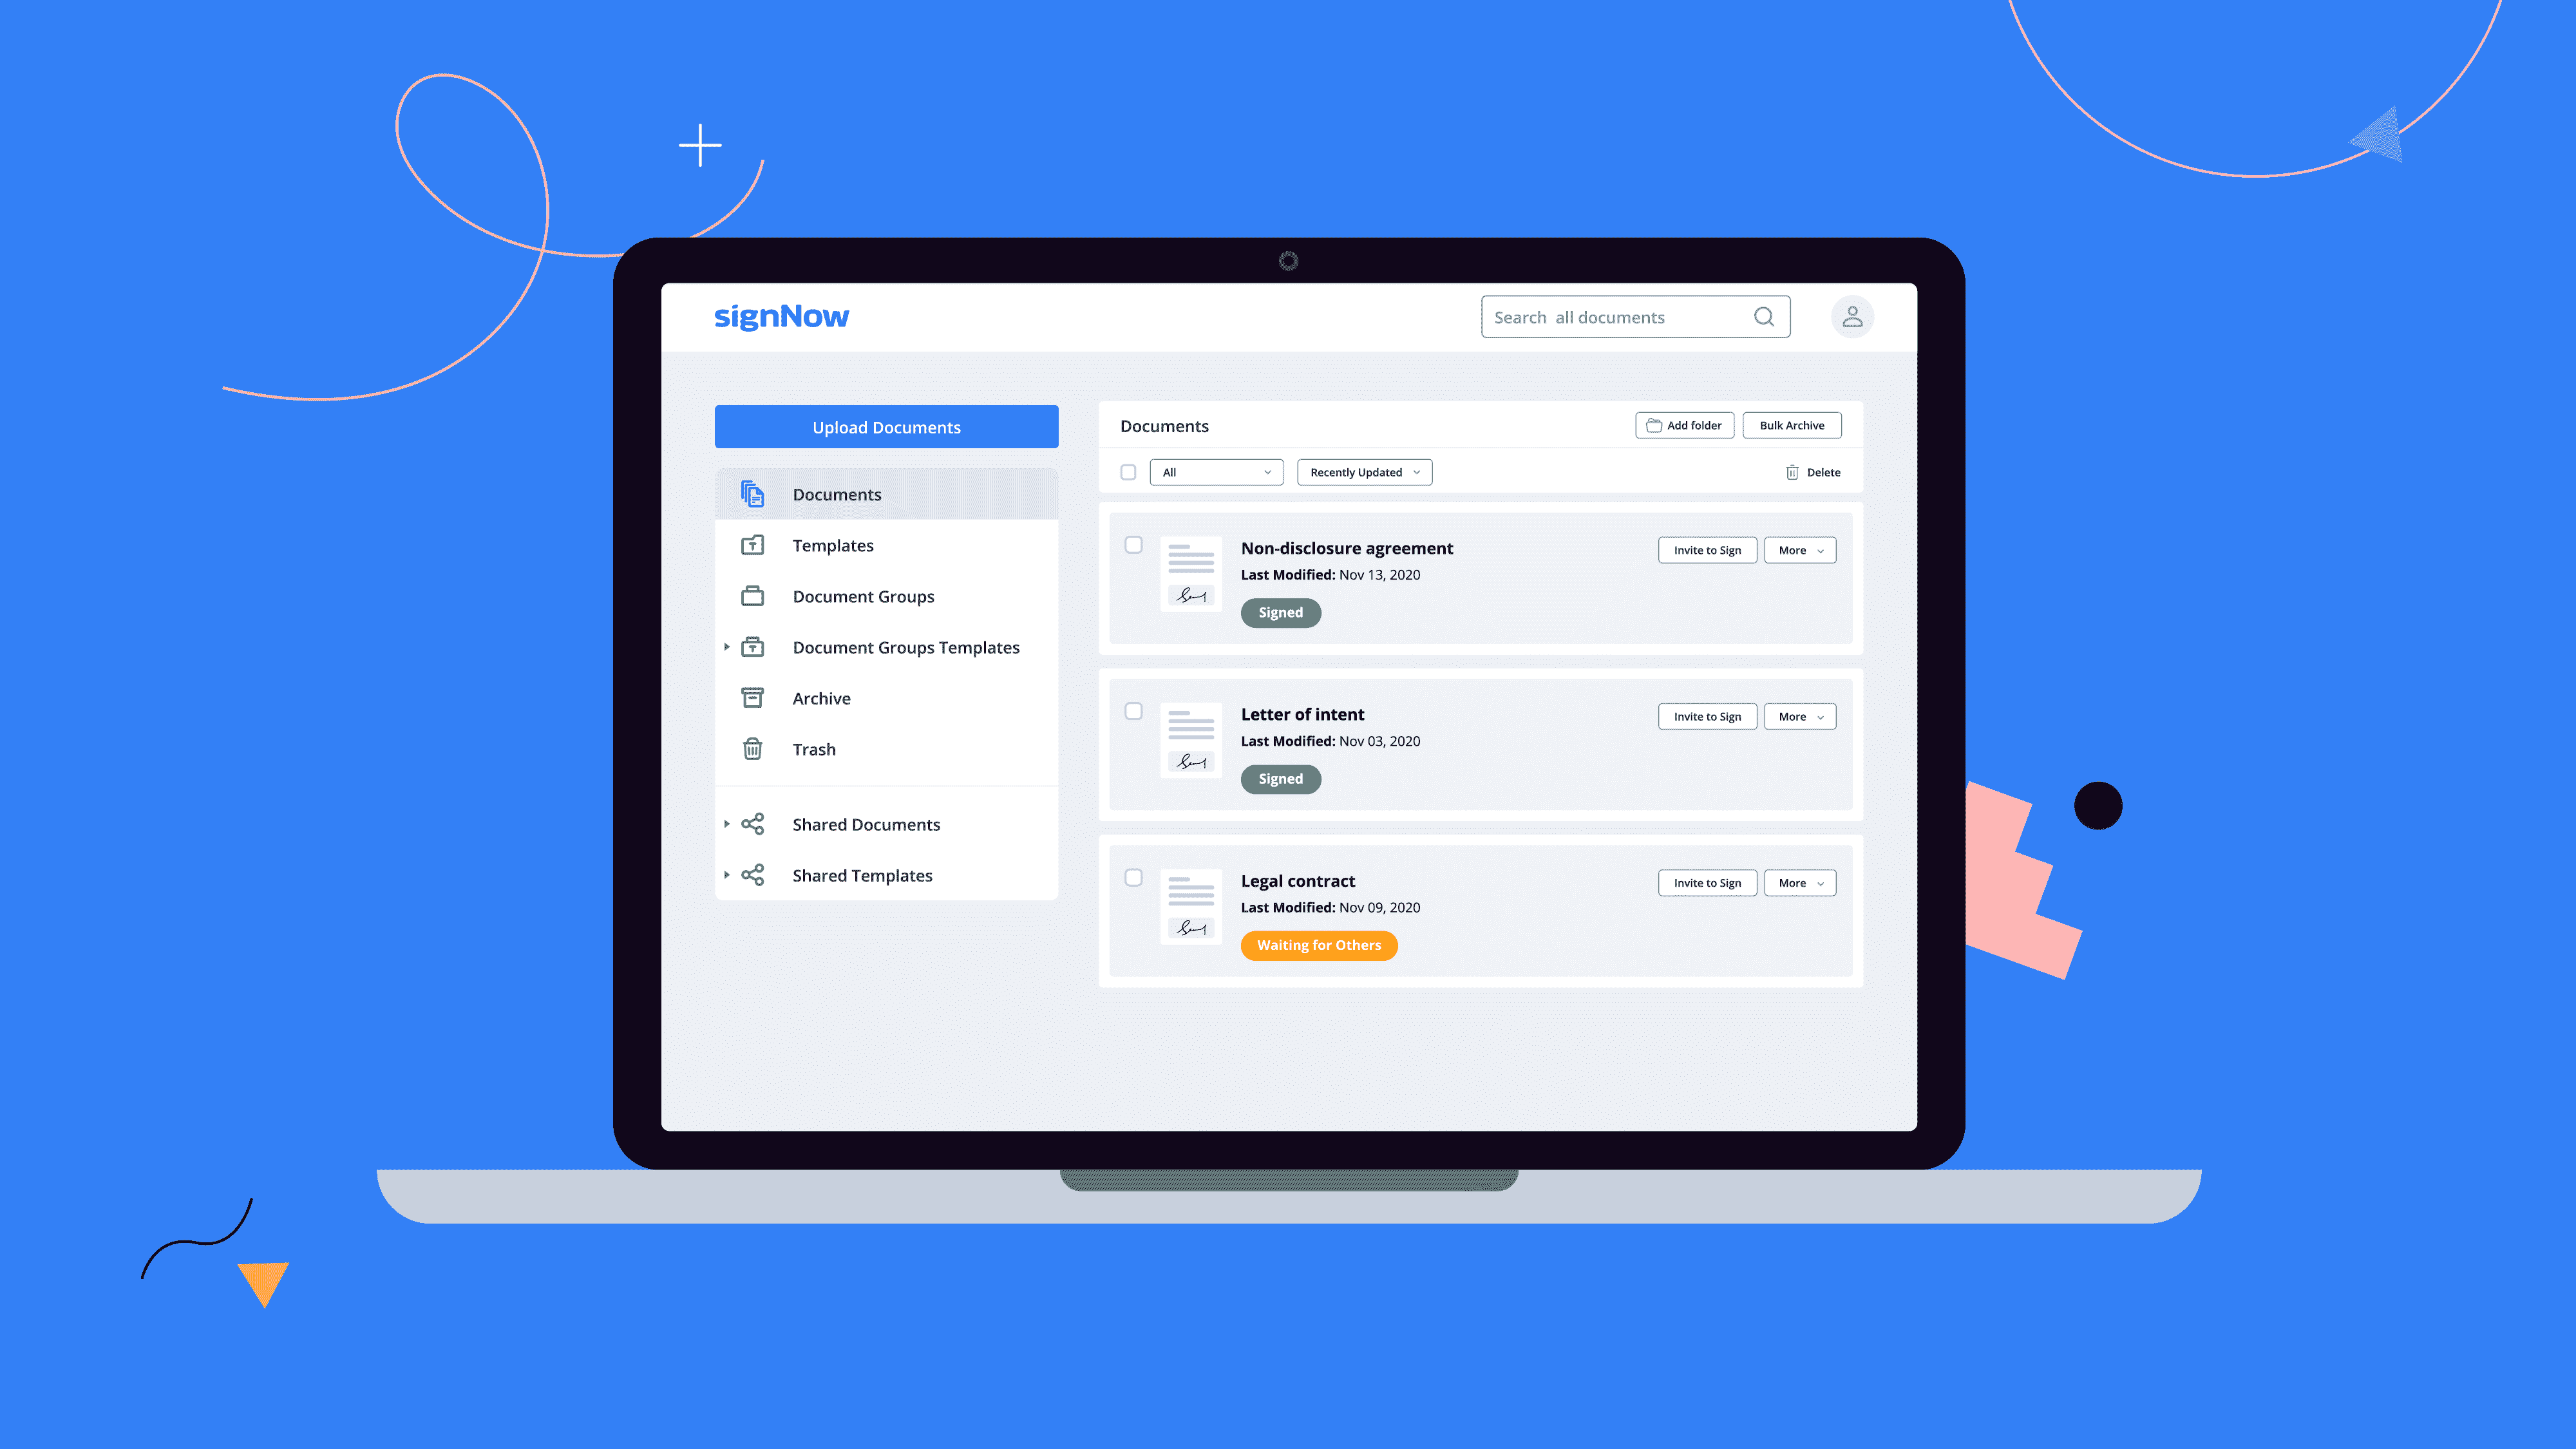 signNow
Search all documents
Upload Documents
Documents
Templates
Document Groups
Document Groups Templates
Archive
Trash
Shared Documents
Shared Templates
Documents
Add folder
Bulk Archive
All
Recently Updated
Delete
Non-disclosure agreement
Last Modified: Nov 13, 2020
Signed
Invite to Sign
More
Letter of intent
Last Modified: Nov 03, 2020
Signed
Invite to Sign
More
Legal contract
Last Modified: Nov 09, 2020
Waiting for Others
Invite to Sign
More